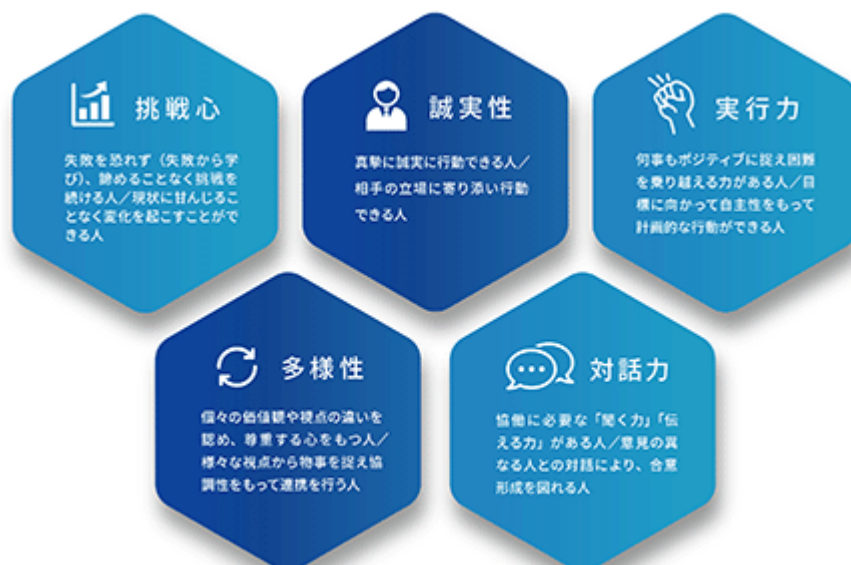 挑戦心
失敗を恐れず（失敗から学
び）、諦めることなく挑戦を
続ける人／現状に甘んじるこ
となく変化を起こすことがで
きる人
誠実性
真摯に誠実に行動できる人／
相手の立場に寄り添い行動
できる人
実行力
何事もポジティブに捉え困難
を乗り越える力がある人／目
標に向かって自主性をもって
計画的な行動ができる人
多様性
個々の価値観や視点の違いを
認め、尊重する心をもつ人／
様々な視点から物事を捉え協
調性をもって連携を行う人
対話力
協働に必要な「聞く力」「伝
える力」がある人／意見の異
なる人との対話により、合意
形成を図れる人